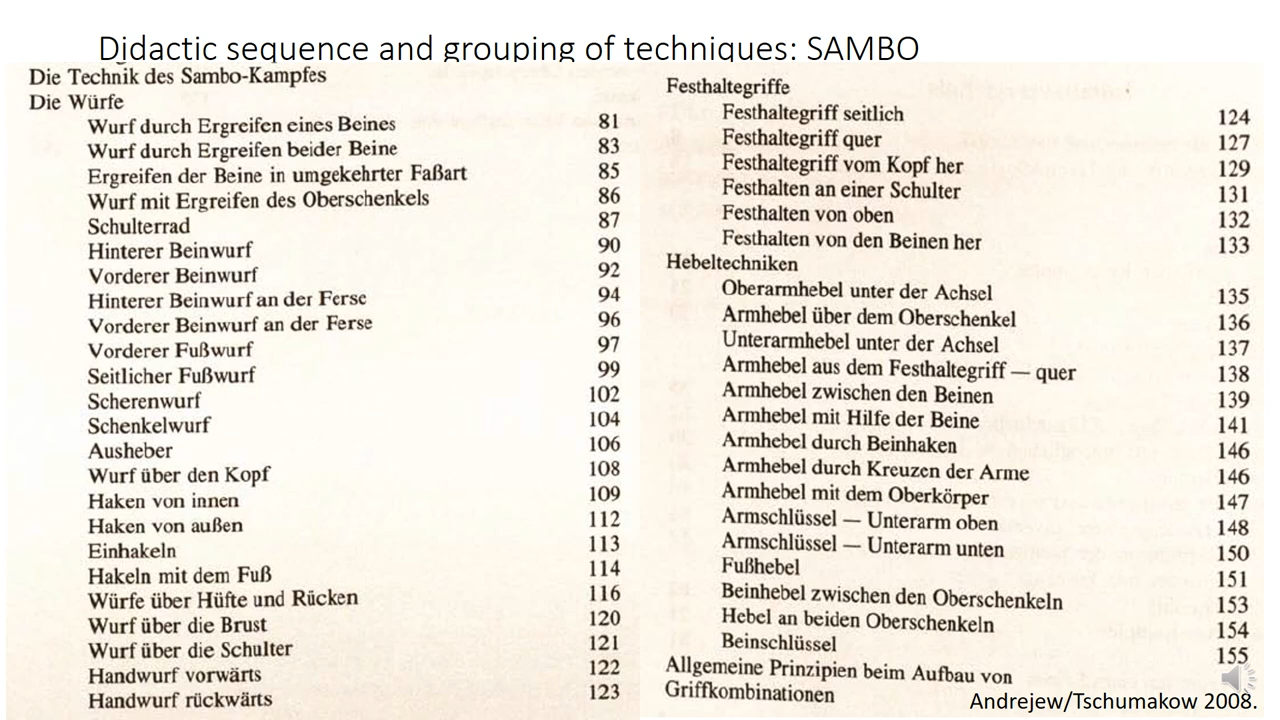 Didactic sequence and grouping of techniques: SAMBO
Die Technik des Sambo-Kampfes
Die Würfe
Wurf durch Ergreifen eines Beines 81
Wurf durch Ergreifen beider Beine 83
Ergreifen der Beine in umgekehrter Faßart 85
Wurf mit Ergreifen des Oberschenkels 86
Schulterrad 87
Hinterer Beinwurf 90
Vorderer Beinwurf 92
Hinterer Beinwurf an der Ferse 94
Vorderer Beinwurf an der Ferse 96
Vorderer Fußwurf 97
Seitlicher Fußwurf 99
Scherenwurf 102
Schenkelwurf 104
Ausheber 106
Wurf über den Kopf 108
Haken von innen 109
Haken von außen 112
Einhakeln 113
Hakeln mit dem Fuß 114
Würfe über Hüfte und Rücken 116
Wurf über die Brust 120
Wurf über die Schulter 121
Handwurf vorwärts 122
Handwurf rückwärts 123
Festhaltegriffe
Festhaltegriff seitlich 124
Festhaltegriff quer 127
Festhaltegriff vom Kopf her 129
Festhalten an einer Schulter 131
Festhalten von oben 132
Festhalten von den Beinen her 133
Hebeltechniken
Oberarmhebel unter der Achsel 135
Armhebel über dem Oberschenkel 136
Unterarmhebel unter der Achsel 137
Armhebel aus dem Festhaltegriff — quer 138
Armhebel zwischen den Beinen 139
Armhebel mit Hilfe der Beine 141
Armhebel durch Beinhaken 146
Armhebel durch Kreuzen der Arme 146
Armhebel mit dem Oberkörper 147
Armschlüssel — Unterarm oben 148
Armschlüssel — Unterarm unten 150
Fußhebel 151
Beinhebel zwischen den Oberschenkeln 153
Hebel an beiden Oberschenkeln 154
Beinschlüssel 155
Allgemeine Prinzipien beim Aufbau von
Griffkombinationen
Andrejew/Tschumakow 2008.